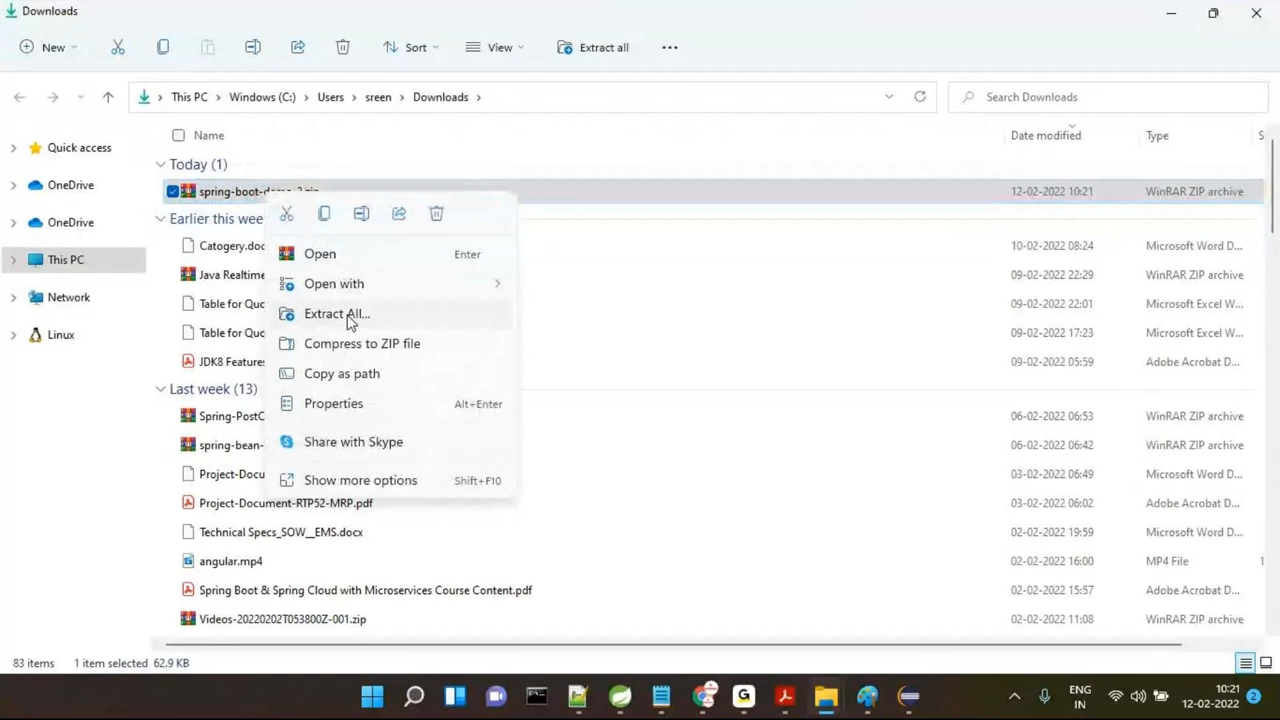 Downloads
New
Sort
View
Extract all
This PC > Windows (C:) > Users > sreen > Downloads >
Search Downloads
Name Date modified Type S
Quick access
OneDrive
OneDrive
This PC
Network
Linux
Today (1)
12-02-2022 10:21 WinRAR ZIP archive
Earlier this wee
Catogery.doc 10-02-2022 08:24 Microsoft Word D...
Java Realtime 09-02-2022 22:29 WinRAR ZIP archive
Table for Quo 09-02-2022 22:01 Microsoft Excel W...
Table for Quo 09-02-2022 17:23 Microsoft Excel W...
JDK8 Features 09-02-2022 05:59 Adobe Acrobat D...
Last week (13)
Spring-PostC 06-02-2022 06:53 WinRAR ZIP archive
spring-bean- 06-02-2022 06:42 WinRAR ZIP archive
Project-Docu 03-02-2022 06:49 Microsoft Word D...
Project-Document-RTP52-MRP.pdf 03-02-2022 06:02 Adobe Acrobat D...
Technical Specs_SOW__EMS.docx 02-02-2022 19:59 Microsoft Word D...
angular.mp4 02-02-2022 16:00 MP4 File 1
Spring Boot & Spring Cloud with Microservices Course Content.pdf 02-02-2022 15:57 Adobe Acrobat D...
Videos-20220202T053800Z-001.zip 02-02-2022 11:08 WinRAR ZIP archive
Open Enter
Open with
Extract All...
Compress to ZIP file
Copy as path
Properties Alt+Enter
Share with Skype
Show more options Shift+F10
83 items 1 item selected 62.9 KB
ENG
IN
10:21
12-02-2022
2